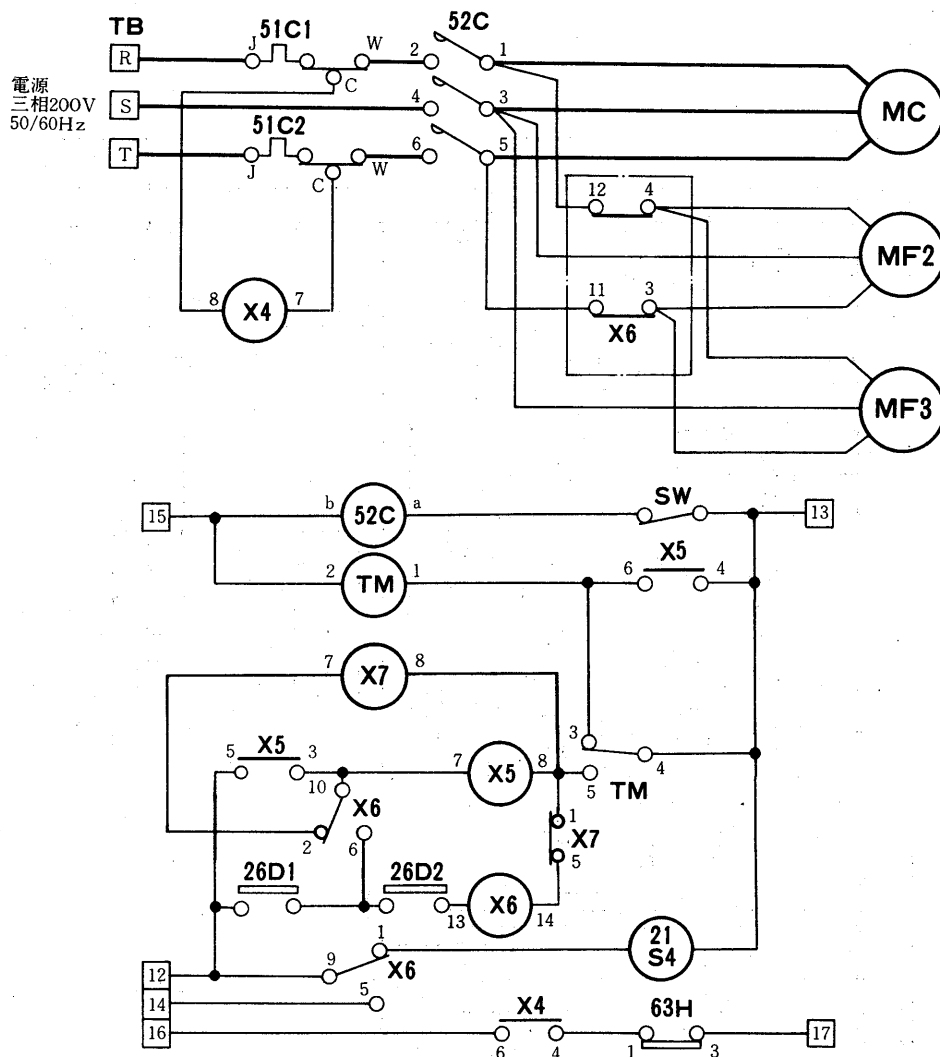 TB
51C1
52C
R
J
W
2
1
C
電源
三相200V
50/60Hz
S
4
3
MC
51C2
T
J
C
W
6
5
12
4
MF2
8
X4
7
11
3
X6
MF3
15
b
52C
a
SW
13
2
TM
1
X5
6
4
7
X7
8
3
4
5
X5
3
7
X5
8
5
TM
10
X6
2
6
1
X7
5
26D1
26D2
13
X6
14
1
21
S4
9
X6
12
5
14
X4
63H
16
6
4
1
3
17